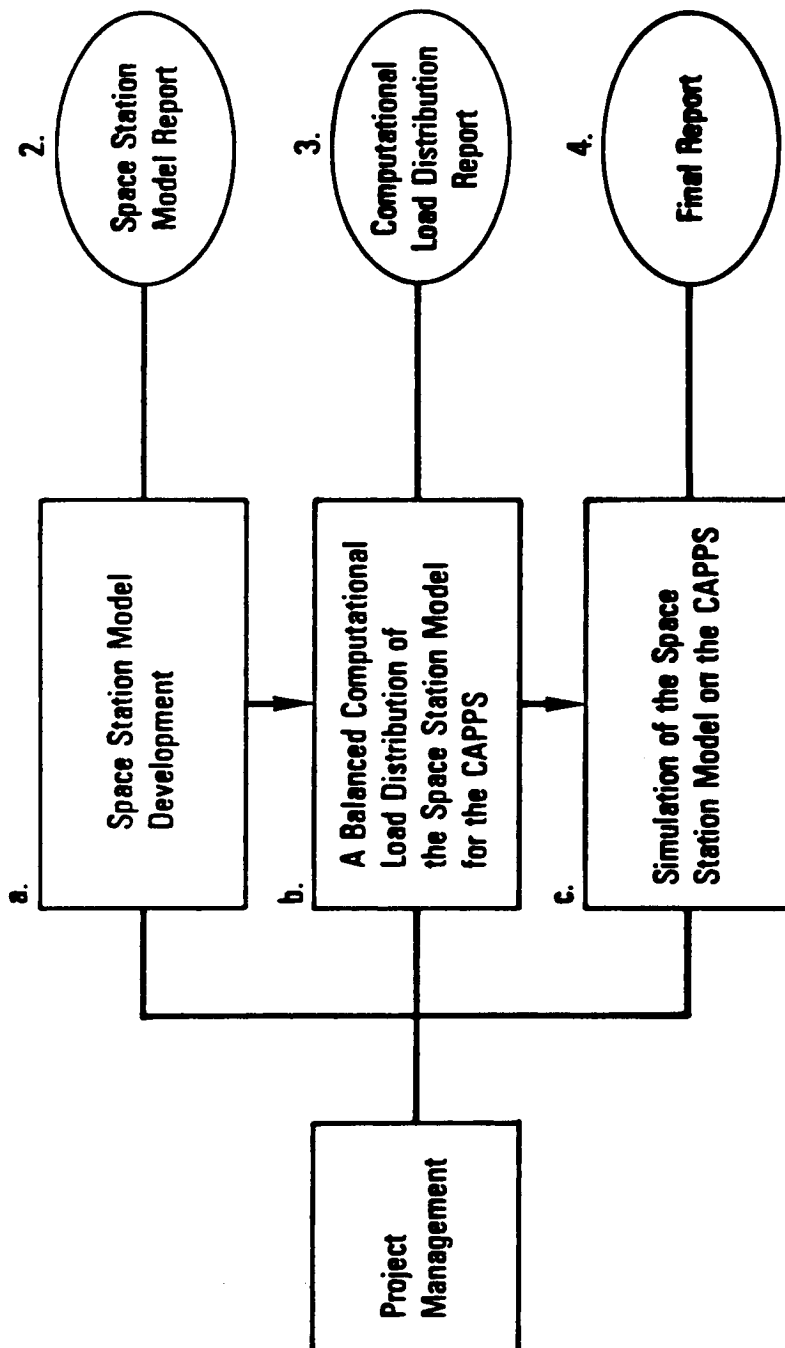 Project
Management
a.
Space Station Model
Development
b.
A Balanced Computational
Load Distribution of
the Space Station Model
for the CAPPS
c.
Simulation of the Space
Station Model on the CAPPS
2.
Space Station
Model Report
3.
Computational
Load Distribution
Report
4.
Final Report